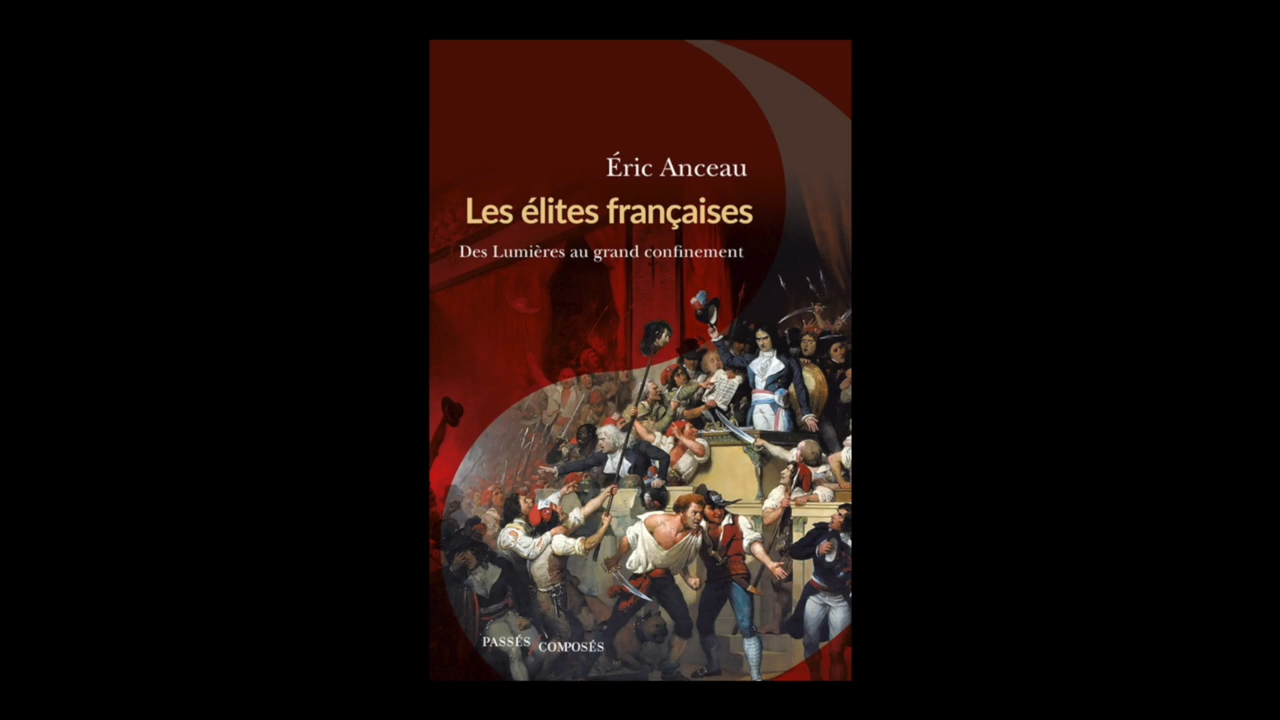 Éric Anceau
Les élites françaises
Des Lumières au grand confinement
PASSÉS COMPOSÉS